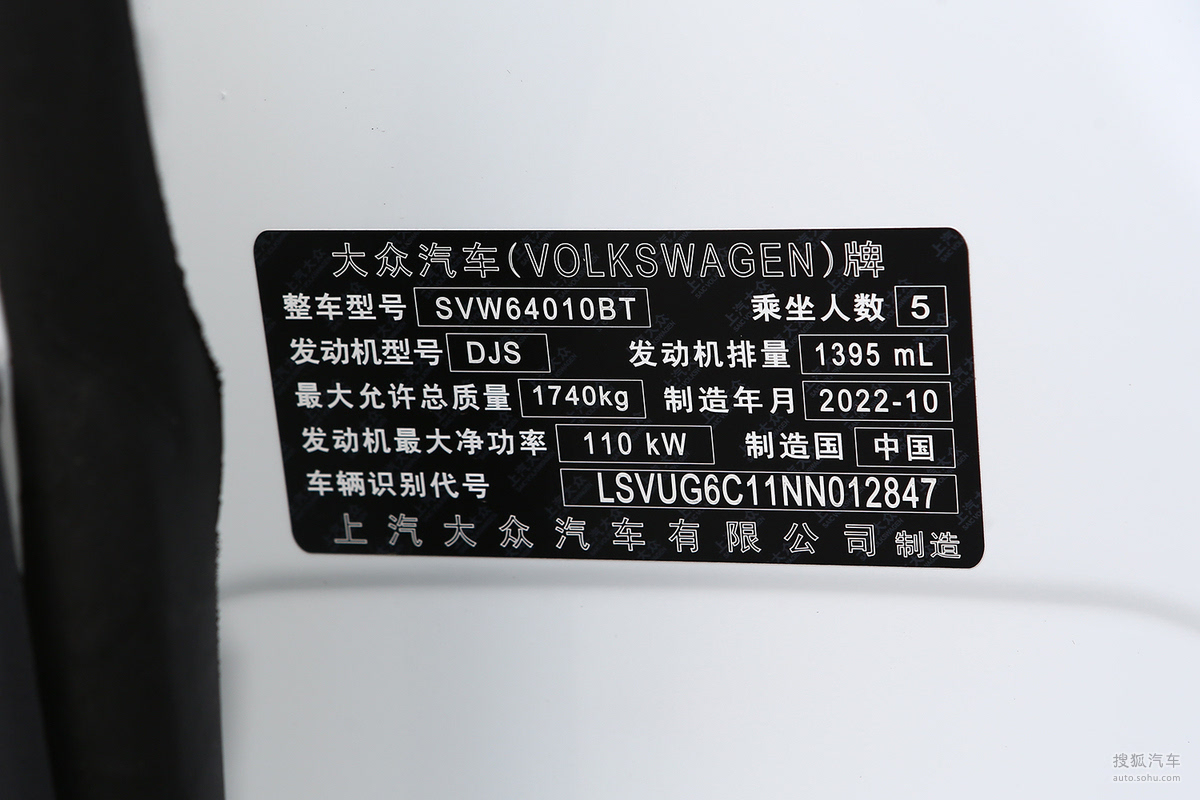 大众汽车(VOLKSWAGEN)牌
整车型号 SVW64010BT 乘坐人数 5
发动机型号 DJS 发动机排量 1395 mL
最大允许总质量 1740kg 制造年月 2022-10
发动机最大净功率 110 kW 制造国 中国
车辆识别代号 LSVUG6C11NN012847
上汽大众汽车有限公司 制造
搜狐汽车
auto.sohu.com